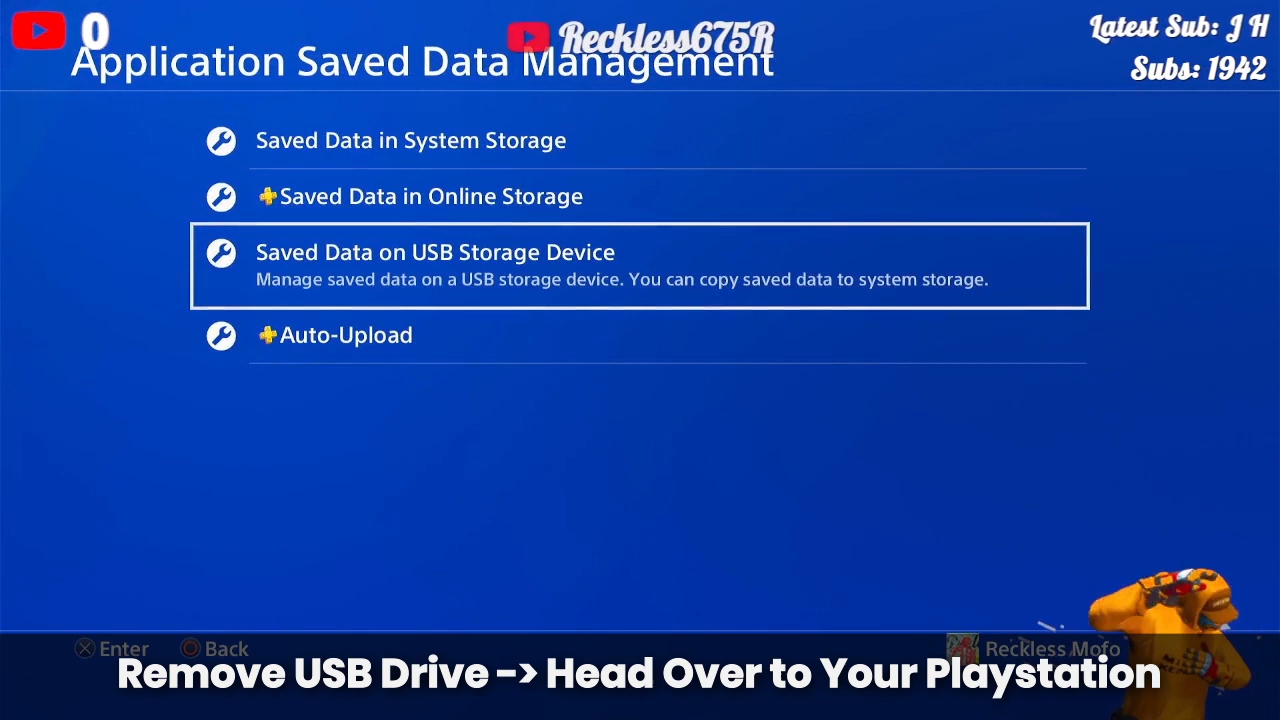 0
Reckless675R
Latest Sub: J H
Subs: 1942
Application Saved Data Management
Saved Data in System Storage
Saved Data in Online Storage
Saved Data on USB Storage Device
Manage saved data on a USB storage device. You can copy saved data to system storage.
Auto-Upload
Enter
Back
Reckless Mofo
Remove USB Drive -> Head Over to Your Playstation